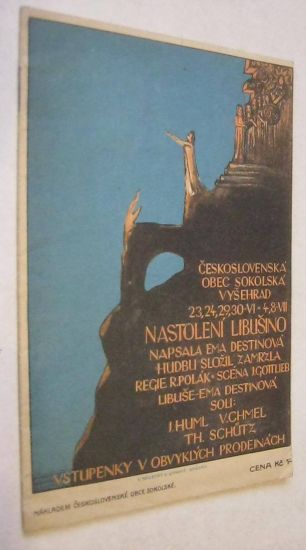 ČESKOSLOVENSKÁ
OBEC SOKOLSKÁ
VYŠEHRAD
23,24,29,30-VI - 4,8-VII
NASTOLENÍ LIBUŠINO
NAPSALA EMA DESTINOVÁ
HUDBU SLOŽIL ZAMRZLA
REGIE R.POLÁK - SCÉNA J.GOTTLIEB
LIBUŠE - EMA DESTINOVÁ
SOLI:
J.HUML - V.CHMEL
TH. SCHÜTZ
VSTUPENKY V OBVYKLÝCH PRODEJNÁCH
CENA Kč 1'-
NÁKLADEM ČESKOSLOVENSKÉ OBCE SOKOLSKÉ.